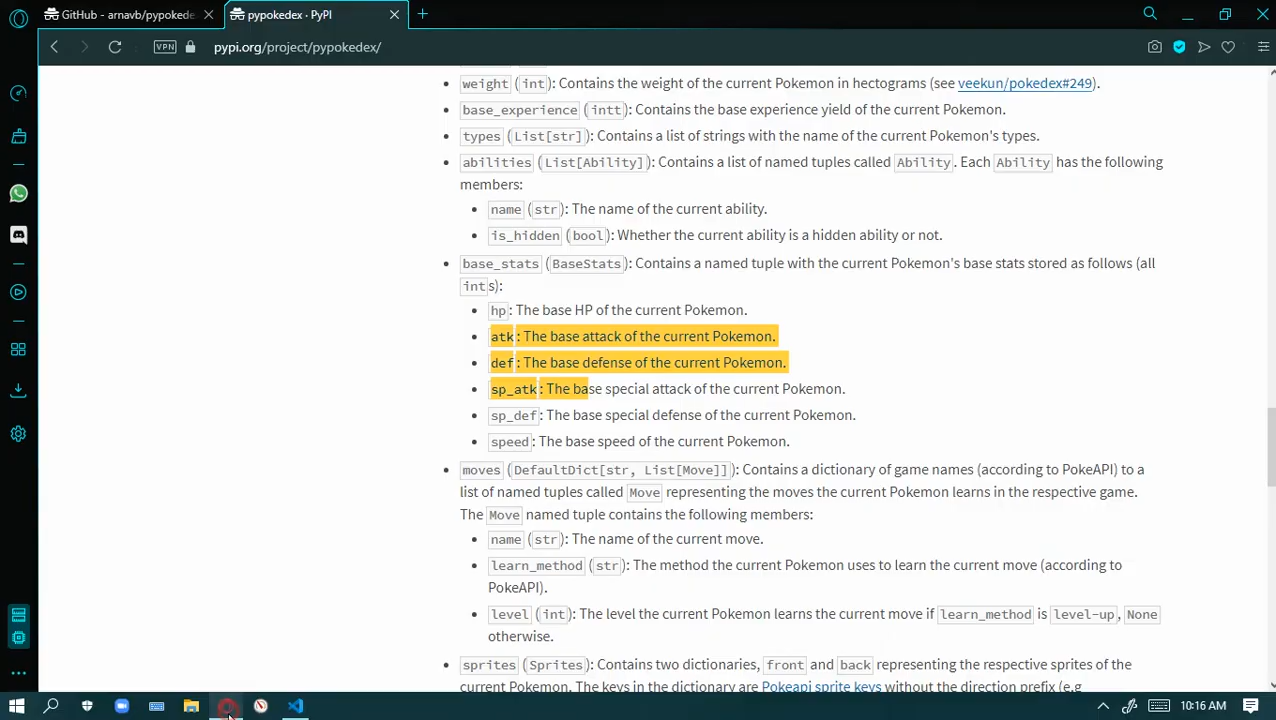 GitHub - arnavb/pypokede
pypokedex · PyPI
VPN
pypi.org/project/pypokedex/
weight (int): Contains the weight of the current Pokemon in hectograms (see veekun/pokedex#249).
base_experience (intt): Contains the base experience yield of the current Pokemon.
types (List[str]): Contains a list of strings with the name of the current Pokemon's types.
abilities (List[Ability]): Contains a list of named tuples called Ability. Each Ability has the following
members:
name (str): The name of the current ability.
is_hidden (bool): Whether the current ability is a hidden ability or not.
base_stats (BaseStats): Contains a named tuple with the current Pokemon's base stats stored as follows (all
ints):
hp: The base HP of the current Pokemon.
atk: The base attack of the current Pokemon.
def: The base defense of the current Pokemon.
sp_atk: The base special attack of the current Pokemon.
sp_def: The base special defense of the current Pokemon.
speed: The base speed of the current Pokemon.
moves (DefaultDict[str, List[Move]]): Contains a dictionary of game names (according to PokeAPI) to a
list of named tuples called Move representing the moves the current Pokemon learns in the respective game.
The Move named tuple contains the following members:
name (str): The name of the current move.
learn_method (str): The method the current Pokemon uses to learn the current move (according to
PokeAPI).
level (int): The level the current Pokemon learns the current move if learn_method is level-up, None
otherwise.
sprites (Sprites): Contains two dictionaries, front and back representing the respective sprites of the
current Pokemon. The keys in the dictionary are Pokeapi sprite keys without the direction prefix (e.g
10:16 AM